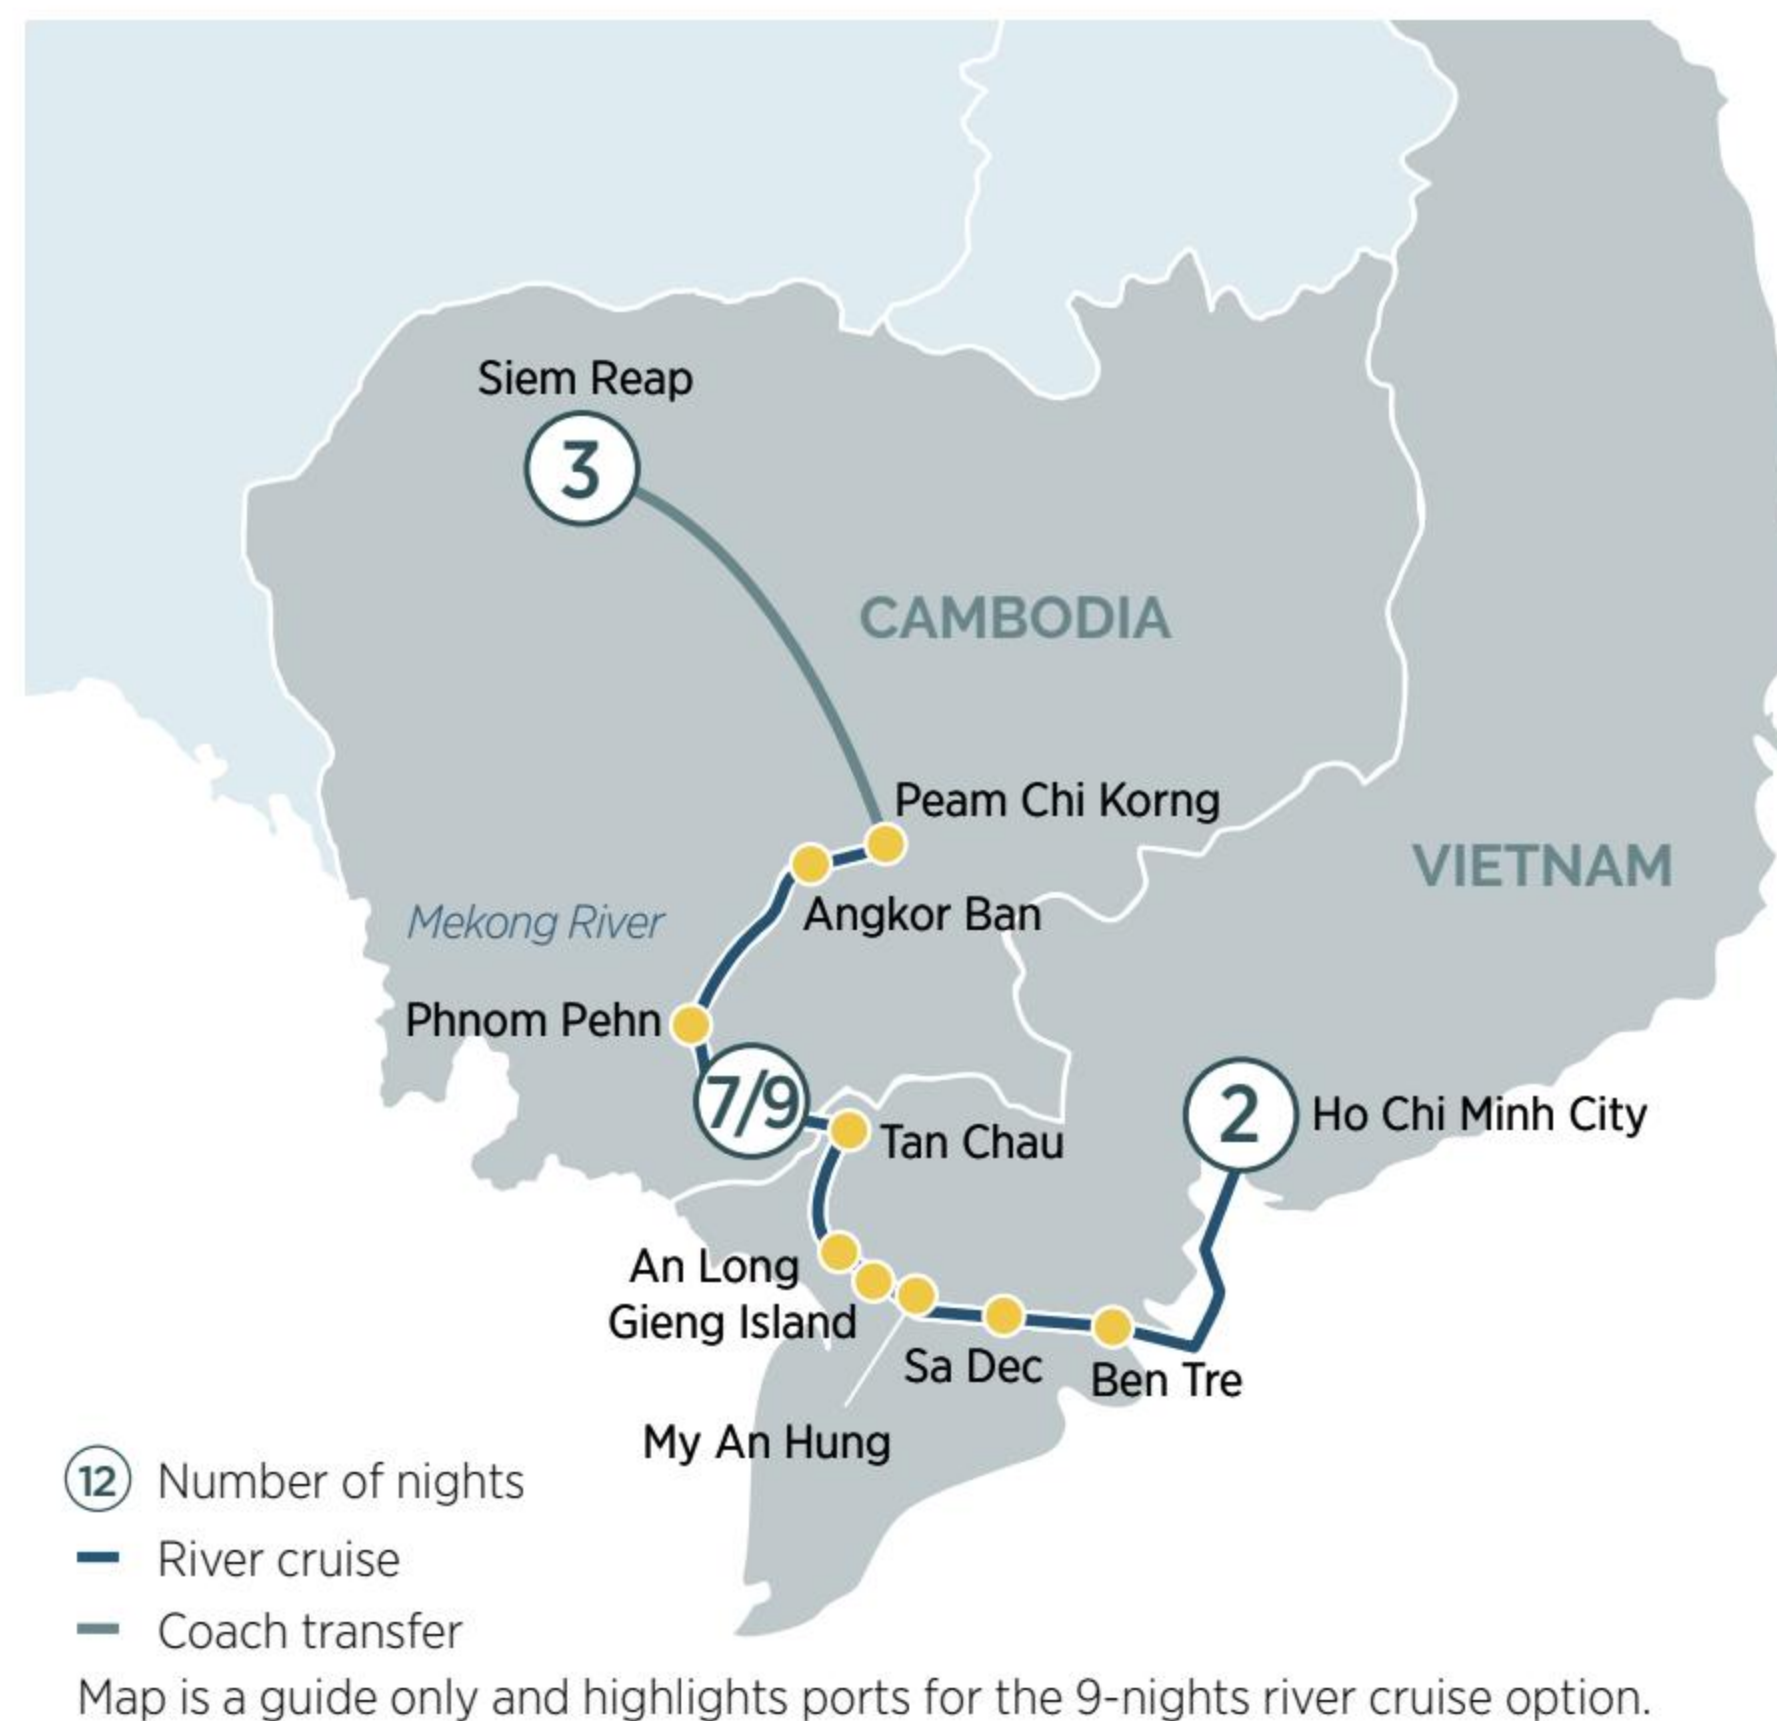 Siem Reap
3
CAMBODIA
Peam Chi Korng
VIETNAM
Angkor Ban
Mekong River
Phnom Pehn
7/9
2
Ho Chi Minh City
Tan Chau
An Long
Gieng Island
Sa Dec
Ben Tre
My An Hung
12 Number of nights
River cruise
Coach transfer
Map is a guide only and highlights ports for the 9-nights river cruise option.